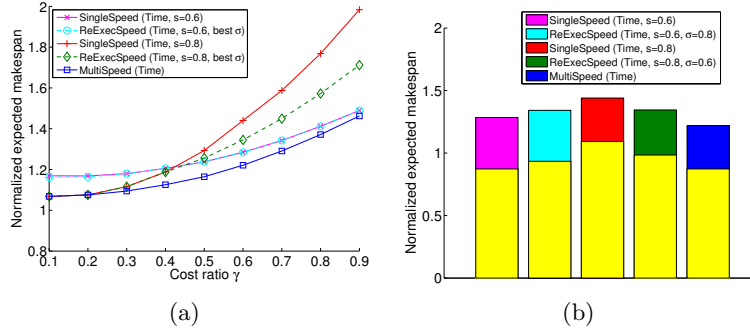 2
1.8
1.6
1.4
1.2
1
0.8
0.1 0.2 0.3 0.4 0.5 0.6 0.7 0.8 0.9
Normalized expected makespan
Cost ratio γ
SingleSpeed (Time, s=0.6)
ReExecSpeed (Time, s=0.6, best σ)
SingleSpeed (Time, s=0.8)
ReExecSpeed (Time, s=0.8, best σ)
MultiSpeed (Time)
(a)
2
1.5
1
0.5
0
Normalized expected makespan
SingleSpeed (Time, s=0.6)
ReExecSpeed (Time, s=0.6, σ=0.8)
SingleSpeed (Time, s=0.8)
ReExecSpeed (Time, s=0.8, σ=0.6)
MultiSpeed (Time)
(b)